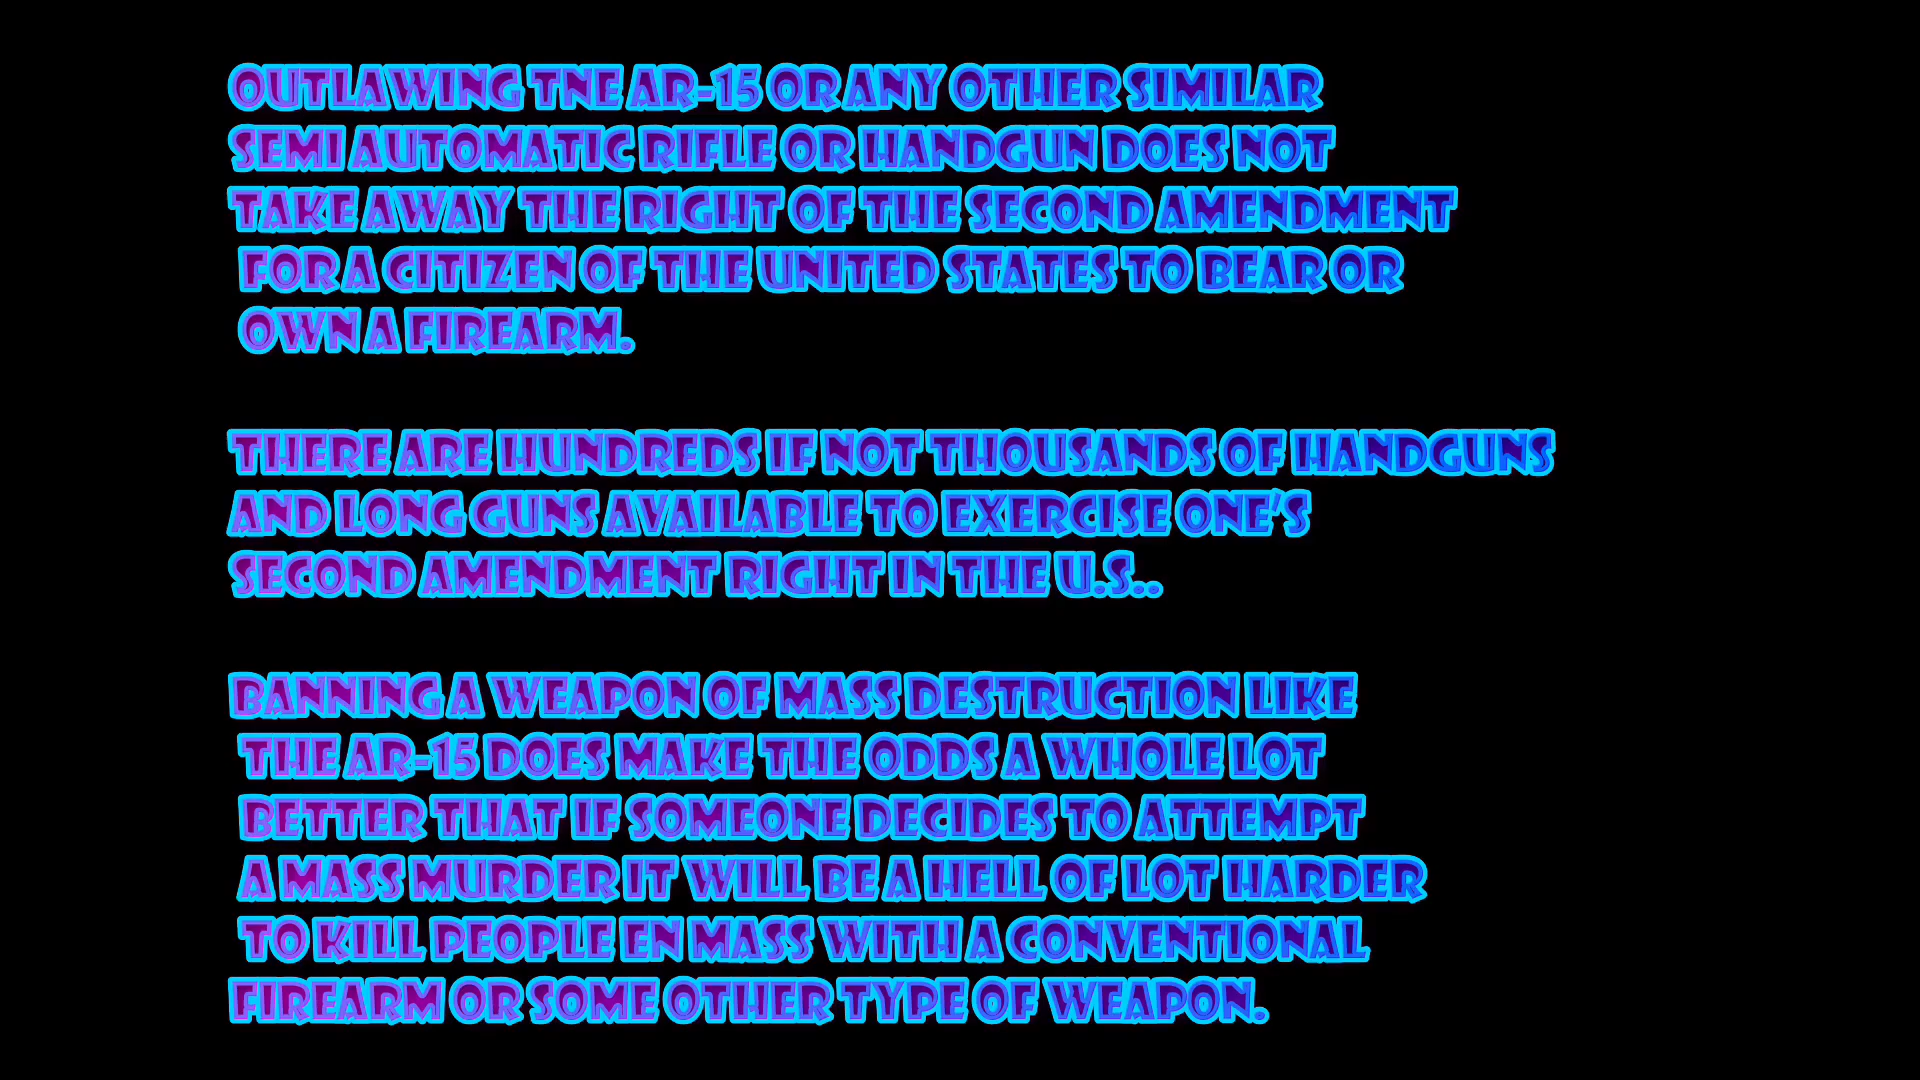 OUTLAWING TNE AR-15 OR ANY OTHER SIMILAR
SEMI AUTOMATIC RIFLE OR HANDGUN DOES NOT
TAKE AWAY THE RIGHT OF THE SECOND AMENDMENT
FOR A CITIZEN OF THE UNITED STATES TO BEAR OR
OWN A FIREARM.
THERE ARE HUNDREDS IF NOT THOUSANDS OF HANDGUNS
AND LONG GUNS AVAILABLE TO EXERCISE ONE'S
SECOND AMENDMENT RIGHT IN THE U.S..
BANNING A WEAPON OF MASS DESTRUCTION LIKE
THE AR-15 DOES MAKE THE ODDS A WHOLE LOT
BETTER THAT IF SOMEONE DECIDES TO ATTEMPT
A MASS MURDER IT WILL BE A HELL OF LOT HARDER
TO KILL PEOPLE EN MASS WITH A CONVENTIONAL
FIREARM OR SOME OTHER TYPE OF WEAPON.